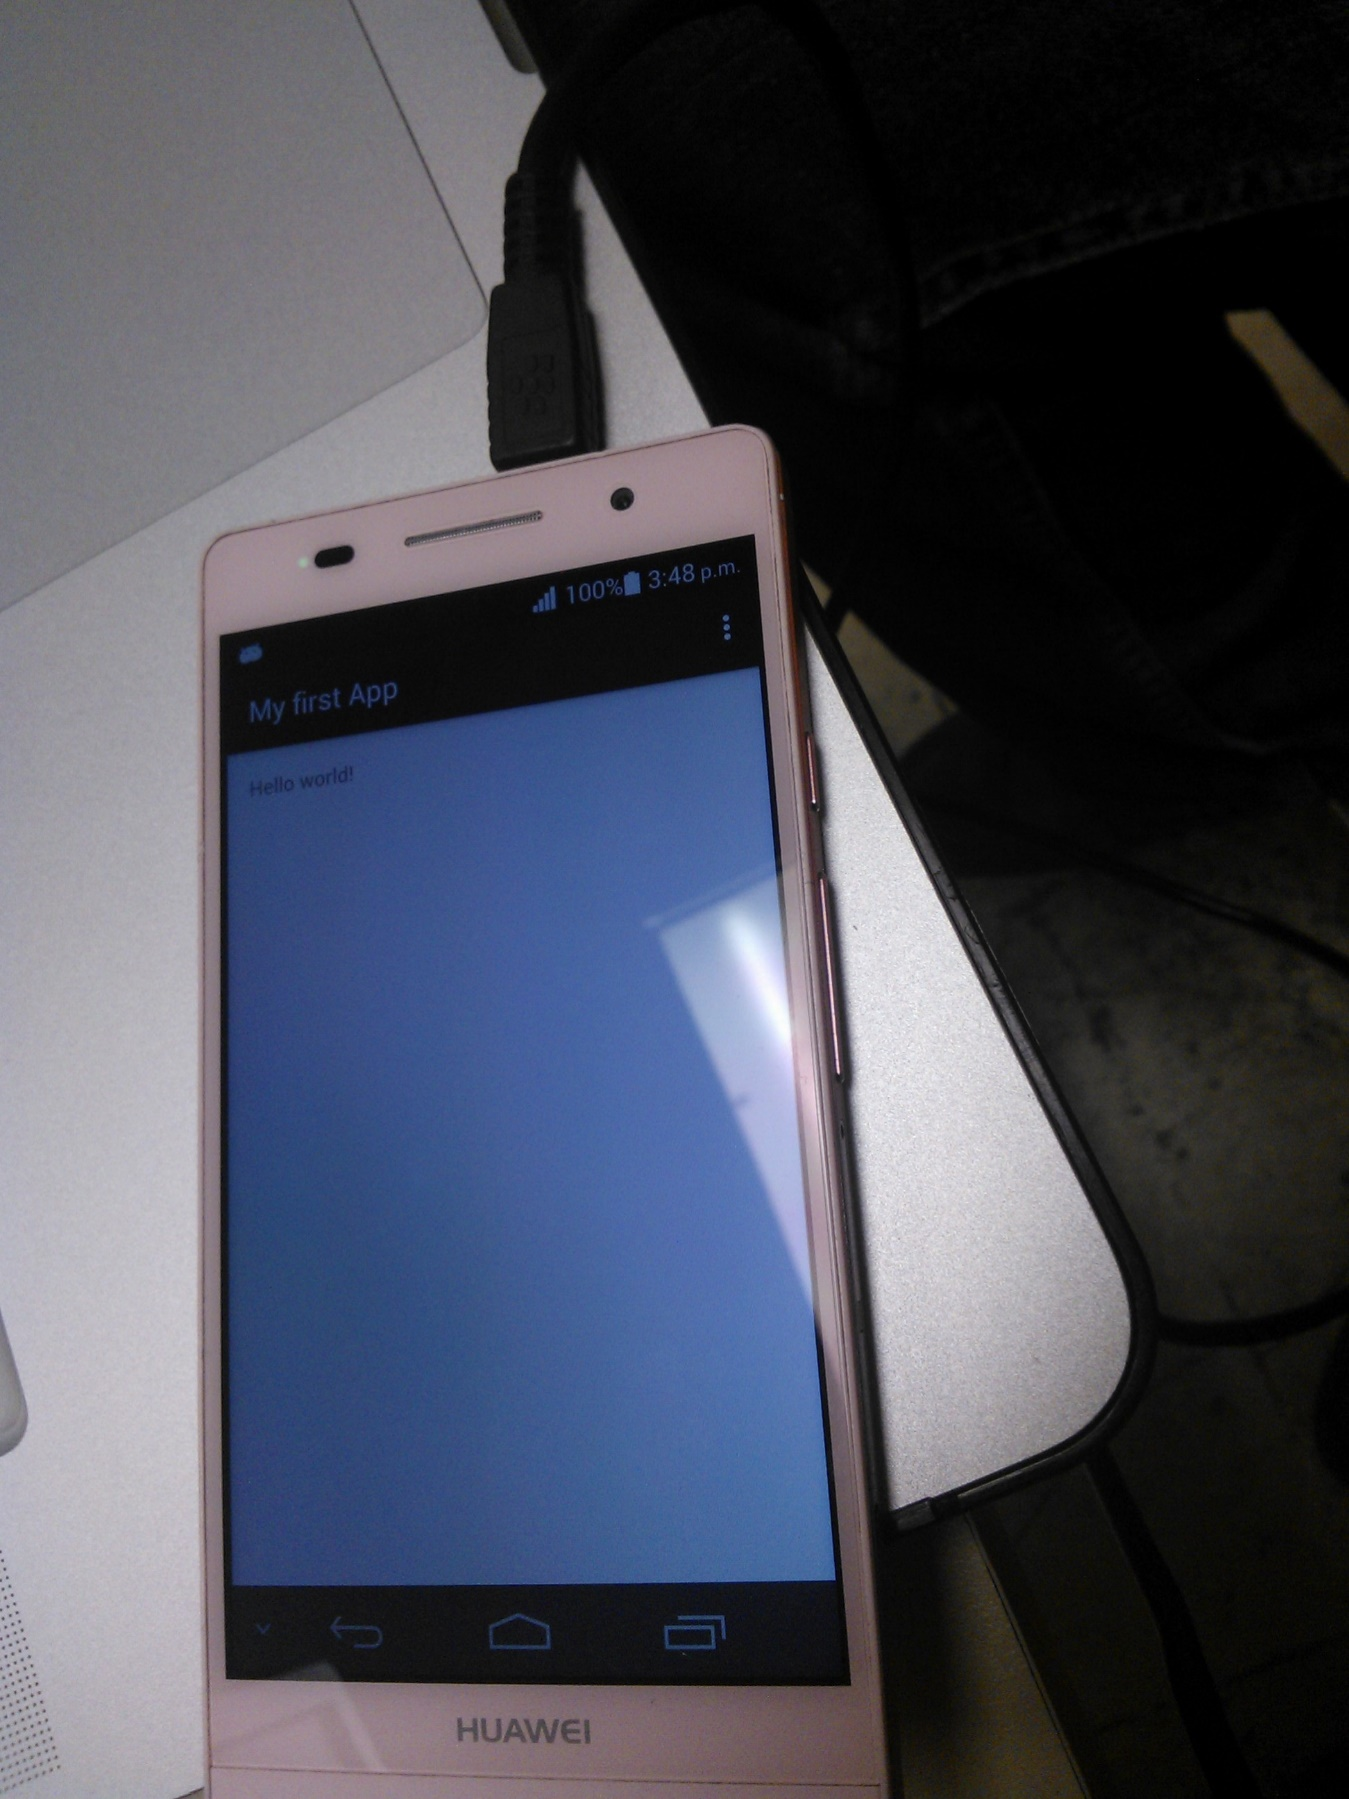 100% 3:48 p.m.
My first App
Hello world!
HUAWEI